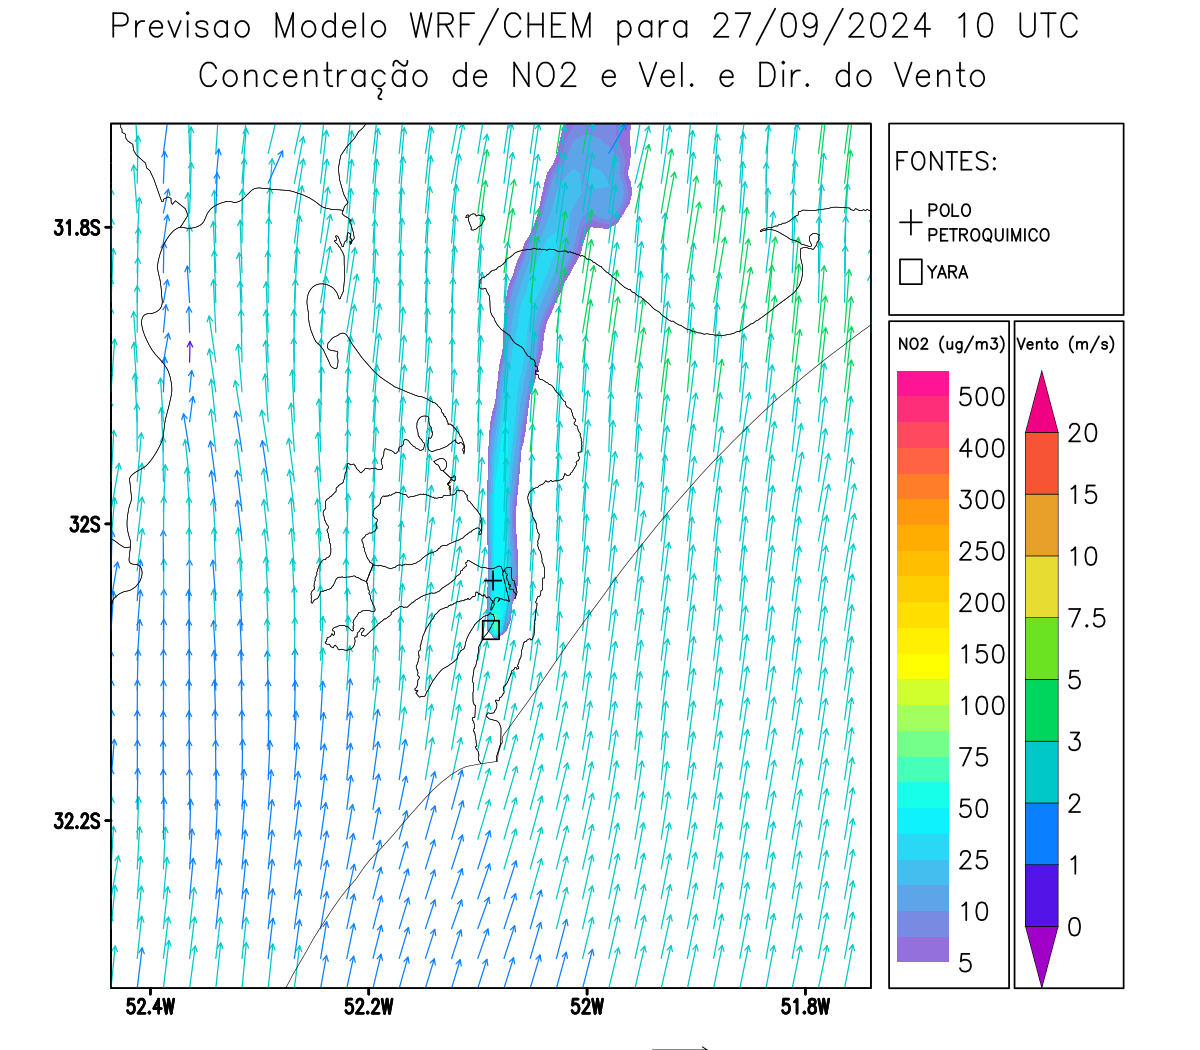 Previsao Modelo WRF/CHEM para 27/09/2024 10 UTC
Concentração de NO2 e Vel. e Dir. do Vento
FONTES:
POLO
PETROQUIMICO
YARA
31.8S
32S
32.2S
52.4W
52.2W
52W
51.8W
NO2 (ug/m3)
500
400
300
250
200
150
100
75
50
25
10
5
Vento (m/s)
20
15
10
7.5
5
3
2
1
0